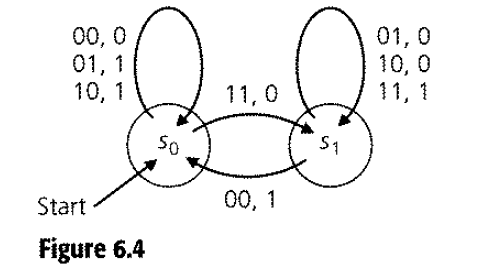 00, 0
01, 1
10, 1
11, 0
01, 0
10, 0
11, 1
s0
s1
00, 1
Start
Figure 6.4